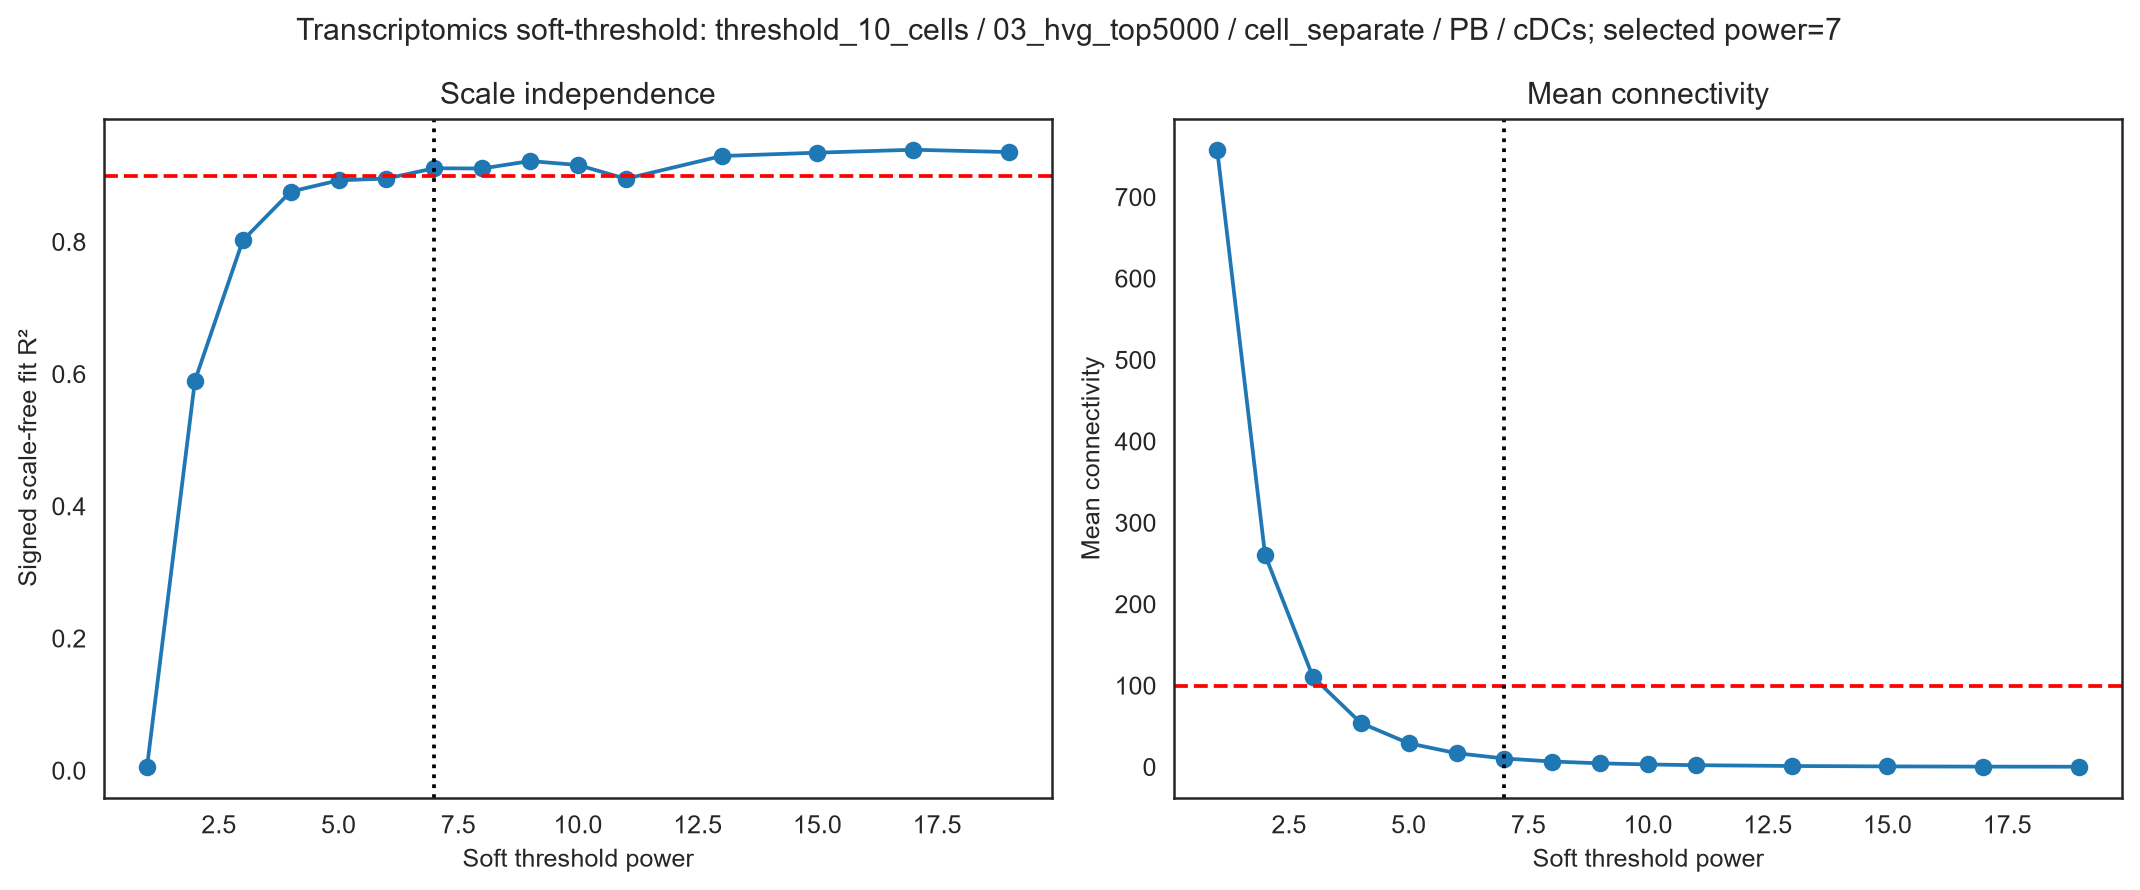 Transcriptomics soft-threshold: threshold_10_cells / 03_hvg_top5000 / cell_separate / PB / cDCs; selected power=7
Scale independence
Signed scale-free fit R²
0.8
0.6
0.4
0.2
0.0
2.5 5.0 7.5 10.0 12.5 15.0 17.5
Soft threshold power
Mean connectivity
Mean connectivity
700
600
500
400
300
200
100
0
2.5 5.0 7.5 10.0 12.5 15.0 17.5
Soft threshold power